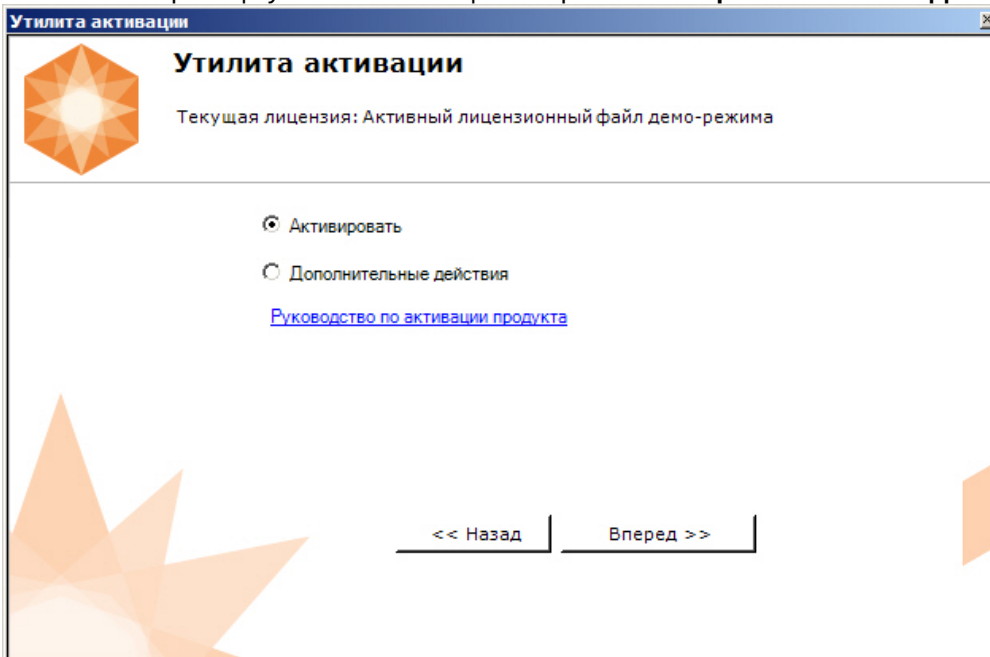 Утилита активации
Утилита активации
Текущая лицензия: Активный лицензионный файл демо-режима
Активировать
Дополнительные действия
Руководство по активации продукта
<< Назад
Вперед >>